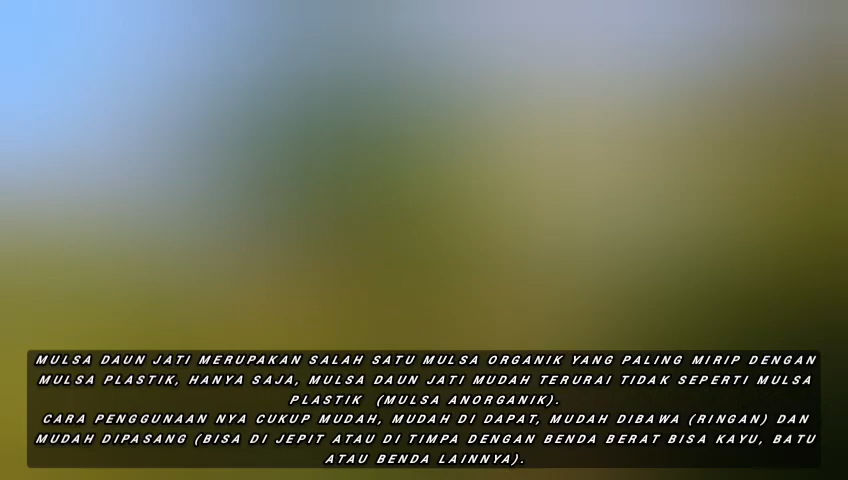 MULSA DAUN JATI MERUPAKAN SALAH SATU MULSA ORGANIK YANG PALING MIRIP DENGAN
MULSA PLASTIK, HANYA SAJA, MULSA DAUN JATI MUDAH TERURAI TIDAK SEPERTI MULSA
PLASTIK (MULSA ANORGANIK).
CARA PENGGUNAAN NYA CUKUP MUDAH, MUDAH DI DAPAT, MUDAH DIBAWA (RINGAN) DAN
MUDAH DIPASANG (BISA DI JEPIT ATAU DI TIMPA DENGAN BENDA BERAT BISA KAYU, BATU
ATAU BENDA LAINNYA).